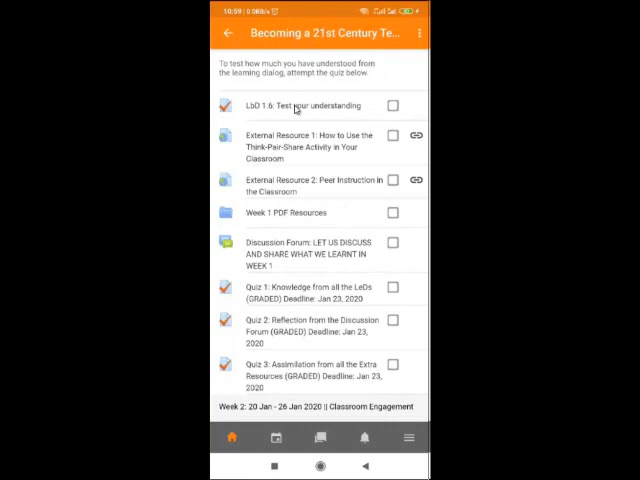 10:59 | 0.0KB/s
Becoming a 21st Century Te...
To test how much you have understood from
the learning dialog, attempt the quiz below.
LbD 1.6: Test your understanding
External Resource 1: How to Use the
Think-Pair-Share Activity in Your
Classroom
External Resource 2: Peer Instruction in
the Classroom
Week 1 PDF Resources
Discussion Forum: LET US DISCUSS
AND SHARE WHAT WE LEARNT IN
WEEK 1
Quiz 1: Knowledge from all the LeDs
(GRADED) Deadline: Jan 23, 2020
Quiz 2: Reflection from the Discussion
Forum (GRADED) Deadline: Jan 23,
2020
Quiz 3: Assimilation from all the Extra
Resources (GRADED) Deadline: Jan 23,
2020
Week 2: 20 Jan - 26 Jan 2020 || Classroom Engagement